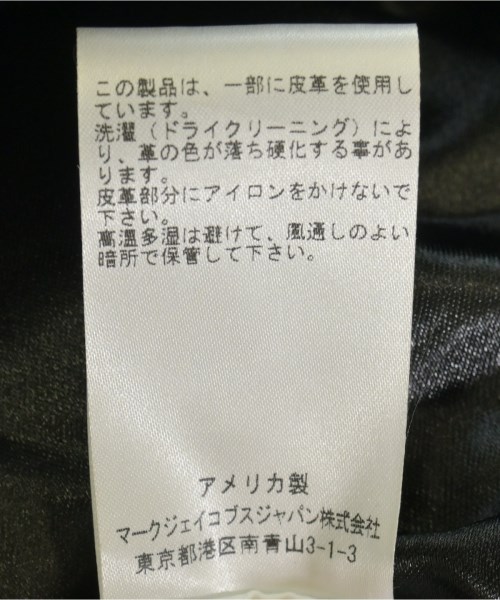 この製品は、一部に皮革を使用し
ています。
洗濯（ドライクリーニング）によ
り、革の色が落ち硬化する事があ
ります。
皮革部分にアイロンをかけないで
下さい。
高温多湿は避けて、風通しのよい
暗所で保管して下さい。
アメリカ製
マークジェイコブスジャパン株式会社
東京都港区南青山3-1-3